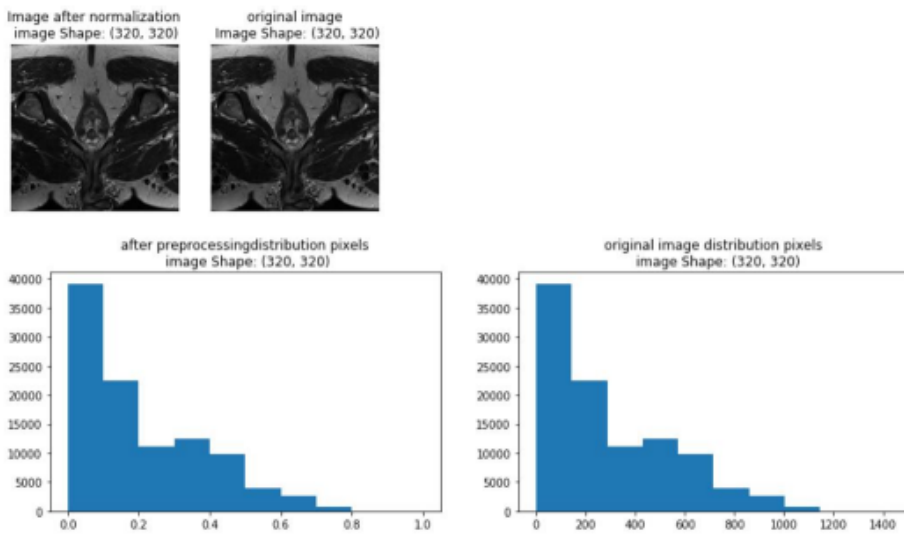 Image after normalization
image Shape: (320, 320)
original image
Image Shape: (320, 320)
after preprocessingdistribution pixels
image Shape: (320, 320)
40000
35000
30000
25000
20000
15000
10000
5000
0
0.0 0.2 0.4 0.6 0.8 1.0
original image distribution pixels
image Shape: (320, 320)
40000
35000
30000
25000
20000
15000
10000
5000
0
0 200 400 600 800 1000 1200 1400